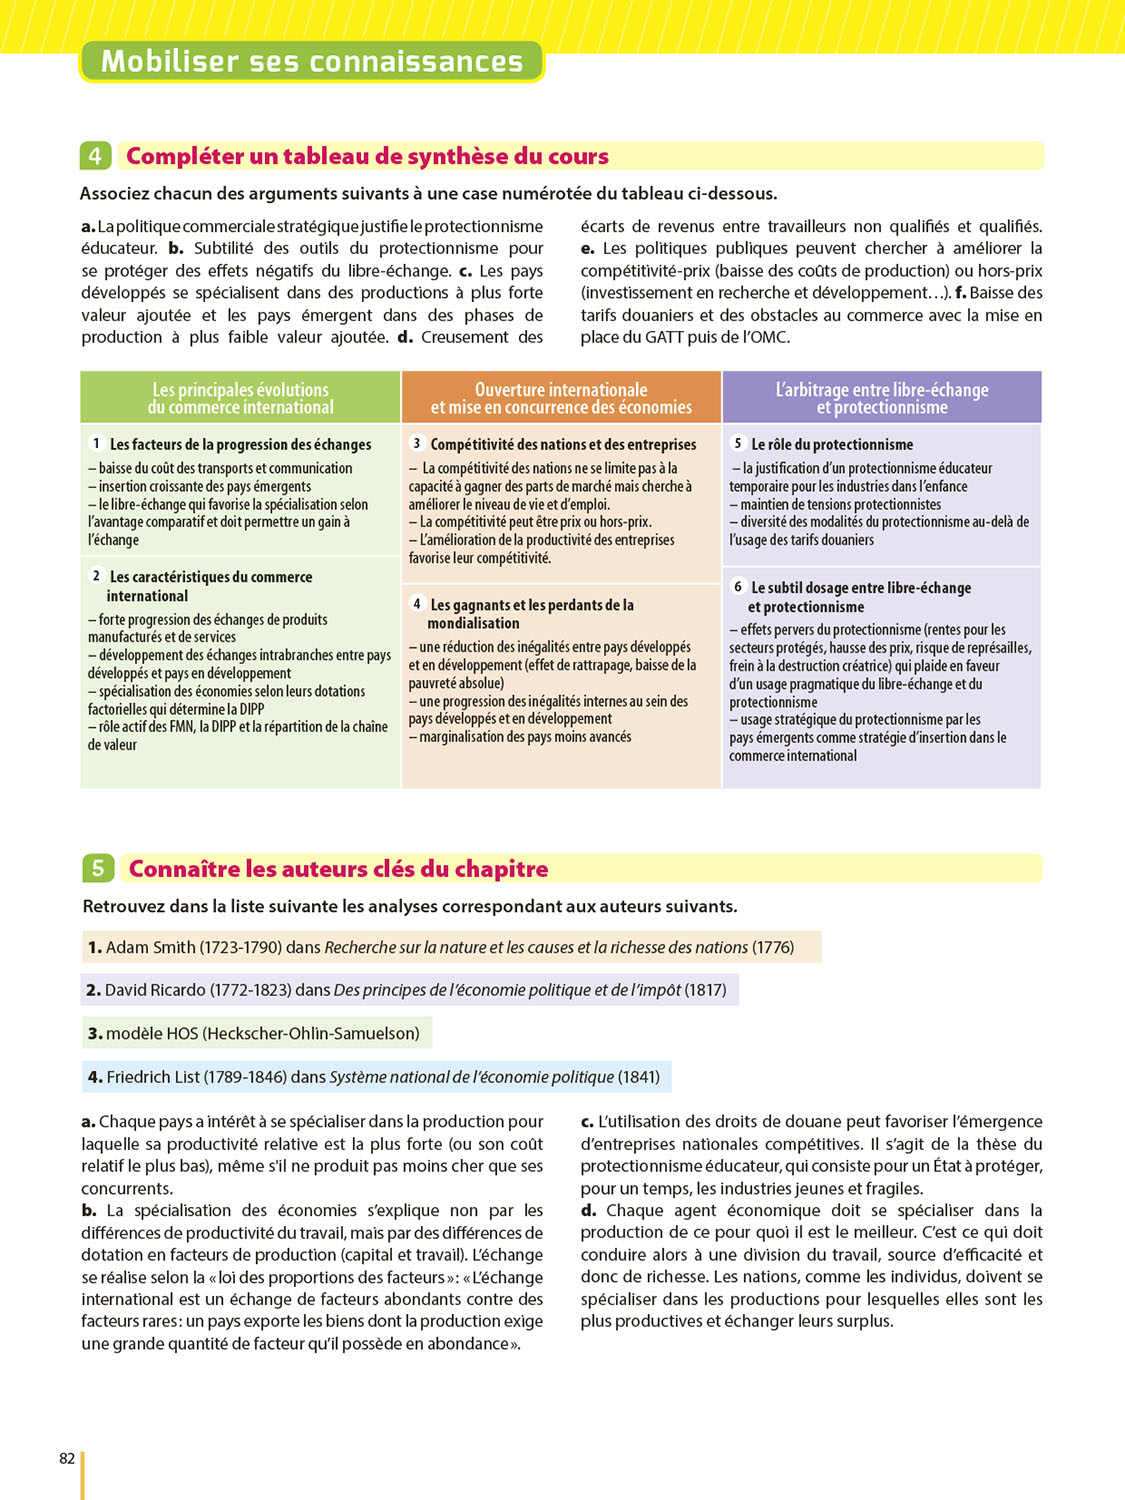 Mobiliser ses connaissances
4 Compléter un tableau de synthèse du cours
Associez chacun des arguments suivants à une case numérotée du tableau ci-dessous.
a. La politique commerciale stratégique justifie le protectionnisme
éducateur. b. Subtilité des outils du protectionnisme pour
se protéger des effets négatifs du libre-échange. c. Les pays
développés se spécialisent dans des productions à plus forte
valeur ajoutée et les pays émergent dans des phases de
production à plus faible valeur ajoutée. d. Creusement des
écarts de revenus entre travailleurs non qualifiés et qualifiés.
e. Les politiques publiques peuvent chercher à améliorer la
compétitivité-prix (baisse des coûts de production) ou hors-prix
(investissement en recherche et développement…). f. Baisse des
tarifs douaniers et des obstacles au commerce avec la mise en
place du GATT puis de l’OMC.
Les principales évolutions
du commerce international
1 Les facteurs de la progression des échanges
– baisse du coût des transports et communication
– insertion croissante des pays émergents
– le libre-échange qui favorise la spécialisation selon
l’avantage comparatif et doit permettre un gain à
l’échange
2 Les caractéristiques du commerce
international
– forte progression des échanges de produits
manufacturés et de services
– développement des échanges intrabranches entre pays
développés et pays en développement
– spécialisation des économies selon leurs dotations
factorielles qui détermine la DIPP
– rôle actif des FMN, la DIPP et la répartition de la chaîne
de valeur
Ouverture internationale
et mise en concurrence des économies
3 Compétitivité des nations et des entreprises
– La compétitivité des nations ne se limite pas à la
capacité à gagner des parts de marché mais cherche à
améliorer le niveau de vie et d’emploi.
– La compétitivité peut être prix ou hors-prix.
– L’amélioration de la productivité des entreprises
favorise leur compétitivité.
4 Les gagnants et les perdants de la
mondialisation
– une réduction des inégalités entre pays développés
et en développement (effet de rattrapage, baisse de la
pauvreté absolue)
– une progression des inégalités internes au sein des
pays développés et en développement
– marginalisation des pays moins avancés
L’arbitrage entre libre-échange
et protectionnisme
5 Le rôle du protectionnisme
– la justification d’un protectionnisme éducateur
temporaire pour les industries dans l’enfance
– maintien de tensions protectionnistes
– diversité des modalités du protectionnisme au-delà de
l’usage des tarifs douaniers
6 Le subtil dosage entre libre-échange
et protectionnisme
– effets pervers du protectionnisme (rentes pour les
secteurs protégés, hausse des prix, risque de représailles,
frein à la destruction créatrice) qui plaide en faveur
d’un usage pragmatique du libre-échange et du
protectionnisme
– usage stratégique du protectionnisme par les
pays émergents comme stratégie d’insertion dans le
commerce international
5 Connaître les auteurs clés du chapitre
Retrouvez dans la liste suivante les analyses correspondant aux auteurs suivants.
1. Adam Smith (1723-1790) dans Recherche sur la nature et les causes et la richesse des nations (1776)
2. David Ricardo (1772-1823) dans Des principes de l’économie politique et de l’impôt (1817)
3. modèle HOS (Heckscher-Ohlin-Samuelson)
4. Friedrich List (1789-1846) dans Système national de l’économie politique (1841)
a. Chaque pays a intérêt à se spécialiser dans la production pour
laquelle sa productivité relative est la plus forte (ou son coût
relatif le plus bas), même s'il ne produit pas moins cher que ses
concurrents.
b. La spécialisation des économies s’explique non par les
différences de productivité du travail, mais par des différences de
dotation en facteurs de production (capital et travail). L’échange
se réalise selon la « loi des proportions des facteurs » : « L’échange
international est un échange de facteurs abondants contre des
facteurs rares : un pays exporte les biens dont la production exige
une grande quantité de facteur qu’il possède en abondance ».
c. L’utilisation des droits de douane peut favoriser l’émergence
d’entreprises nationales compétitives. Il s’agit de la thèse du
protectionnisme éducateur, qui consiste pour un État à protéger,
pour un temps, les industries jeunes et fragiles.
d. Chaque agent économique doit se spécialiser dans la
production de ce pour quoi il est le meilleur. C’est ce qui doit
conduire alors à une division du travail, source d’efficacité et
donc de richesse. Les nations, comme les individus, doivent se
spécialiser dans les productions pour lesquelles elles sont les
plus productives et échanger leurs surplus.
82